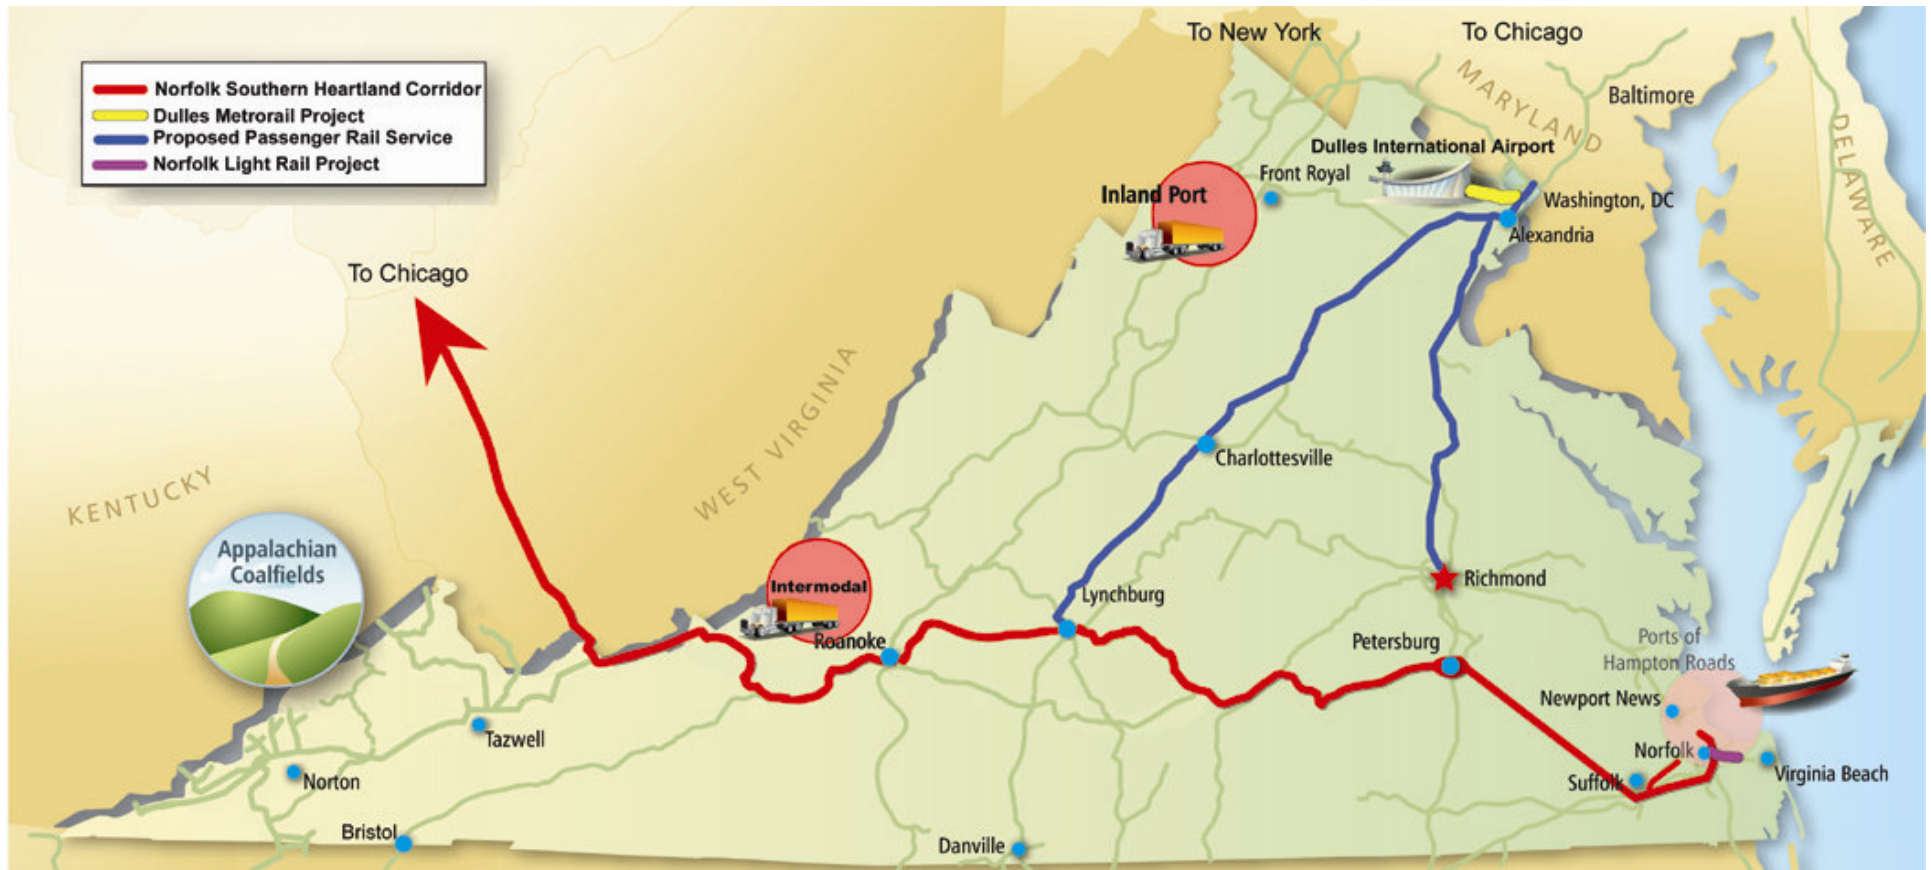 To New York
To Chicago
Norfolk Southern Heartland Corridor
Dulles Metrorail Project
Proposed Passenger Rail Service
Norfolk Light Rail Project
MARYLAND
Baltimore
DELAWARE
Dulles International Airport
Front Royal
Inland Port
Washington, DC
Alexandria
To Chicago
WEST VIRGINIA
KENTUCKY
Charlottesville
Appalachian
Coalfields
Intermodal
Lynchburg
Richmond
Roanoke
Petersburg
Ports of
Hampton Roads
Newport News
Tazwell
Norfolk
Virginia Beach
Norton
Suffolk
Bristol
Danville